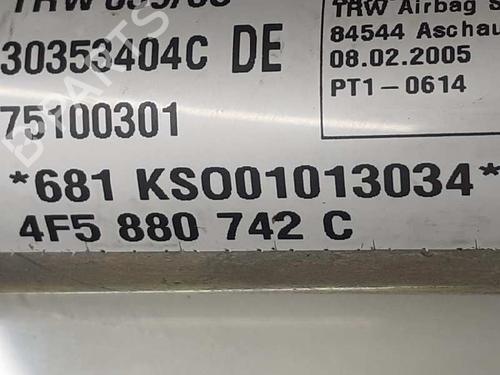 30353404C DE
75100301
TRW Airbag S
84544 Aschau
08.02.2005
PT1-0614
*681 KSO01013034*
4F5 880 742 C